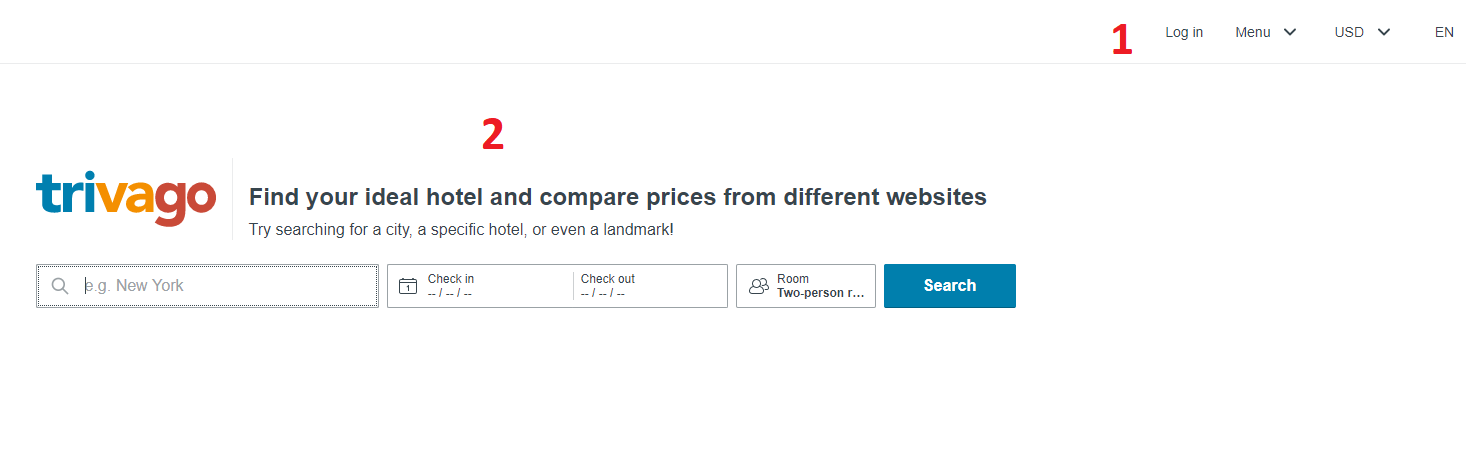 1 Log in Menu USD EN
2
trivago
Find your ideal hotel and compare prices from different websites
Try searching for a city, a specific hotel, or even a landmark!
e.g. New York
1
Check in
-- / -- / --
Check out
-- / -- / --
Room
Two-person r...
Search